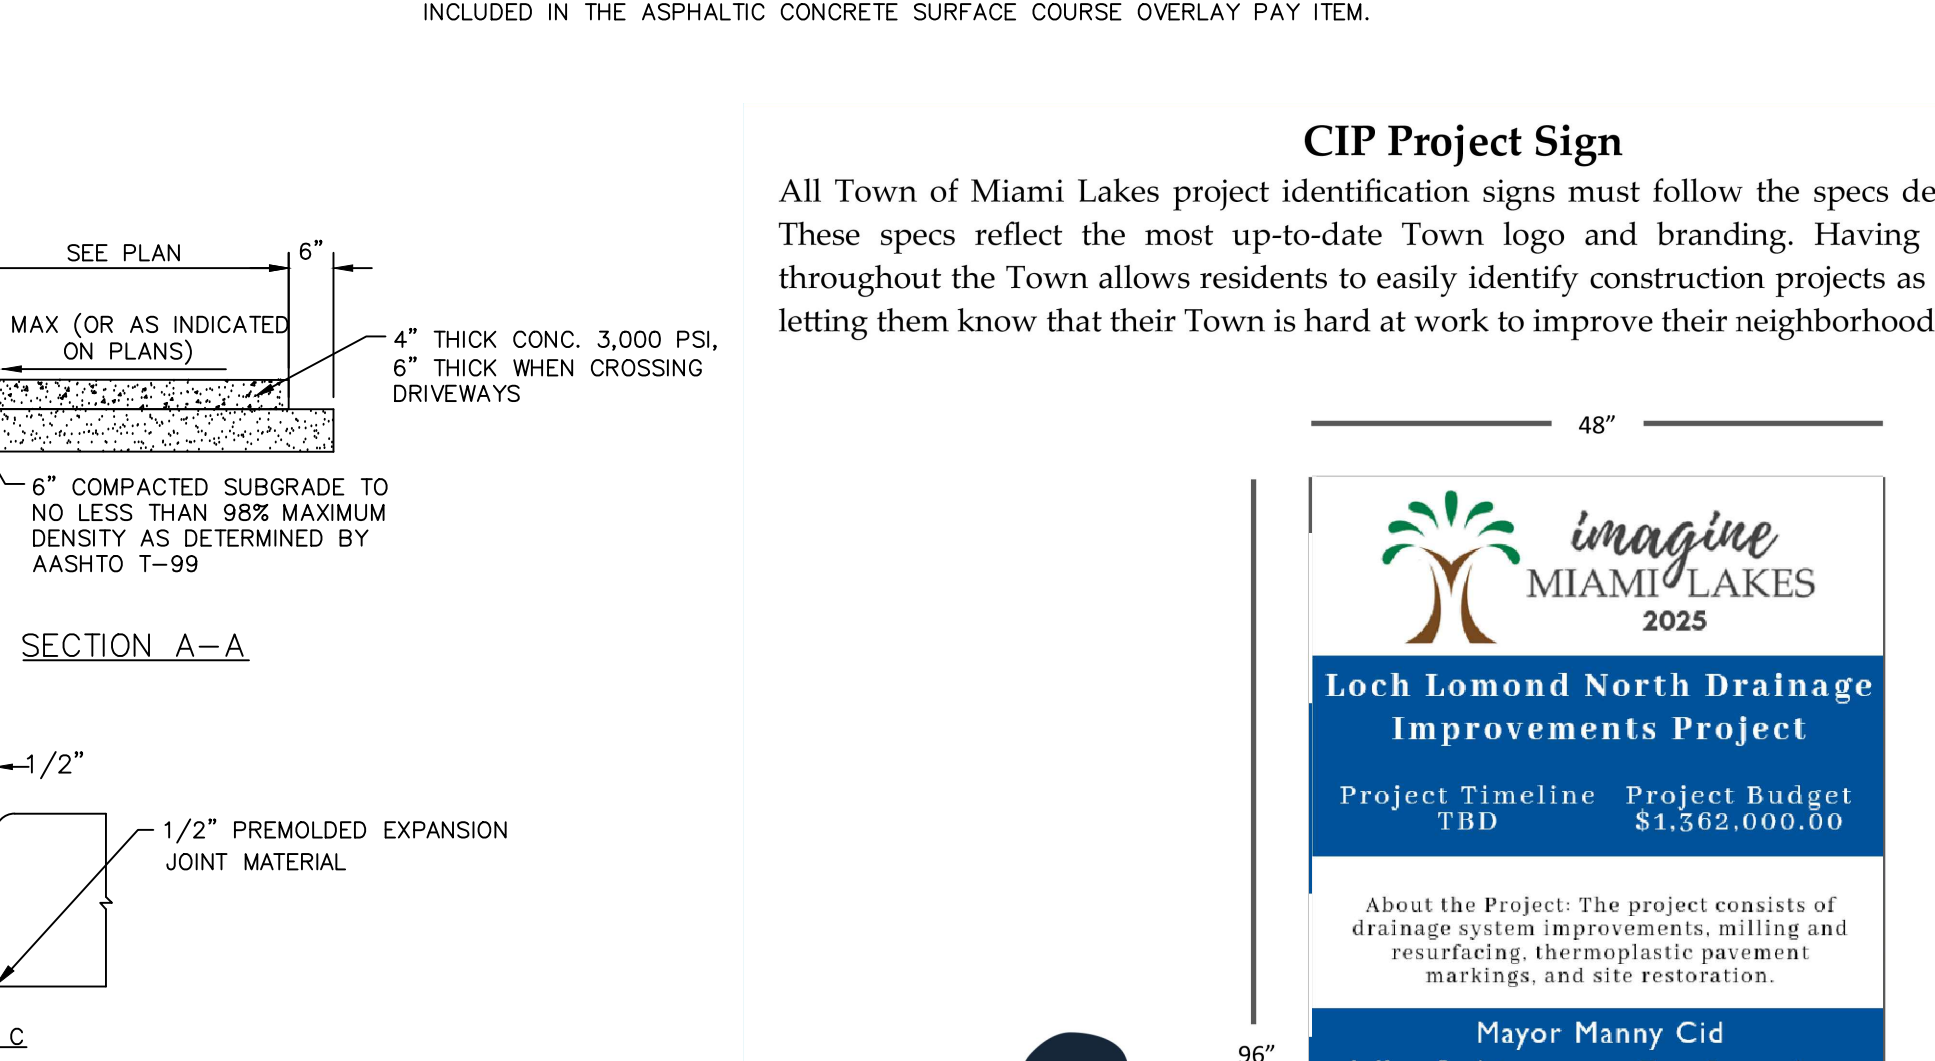 INCLUDED IN THE ASPHALTIC CONCRETE SURFACE COURSE OVERLAY PAY ITEM.
SEE PLAN
6”
MAX (OR AS INDICATED
ON PLANS)
4” THICK CONC. 3,000 PSI,
6” THICK WHEN CROSSING
DRIVEWAYS
6” COMPACTED SUBGRADE TO
NO LESS THAN 98% MAXIMUM
DENSITY AS DETERMINED BY
AASHTO T-99
SECTION A-A
1/2”
1/2” PREMOLDED EXPANSION
JOINT MATERIAL
C
CIP Project Sign
All Town of Miami Lakes project identification signs must follow the specs de
These specs reflect the most up-to-date Town logo and branding. Having
throughout the Town allows residents to easily identify construction projects as
letting them know that their Town is hard at work to improve their neighborhood
48”
96”
imagine
MIAMI LAKES
2025
Loch Lomond North Drainage
Improvements Project
Project Timeline
TBD
Project Budget
$1,362,000.00
About the Project: The project consists of
drainage system improvements, milling and
resurfacing, thermoplastic pavement
markings, and site restoration.
Mayor Manny Cid